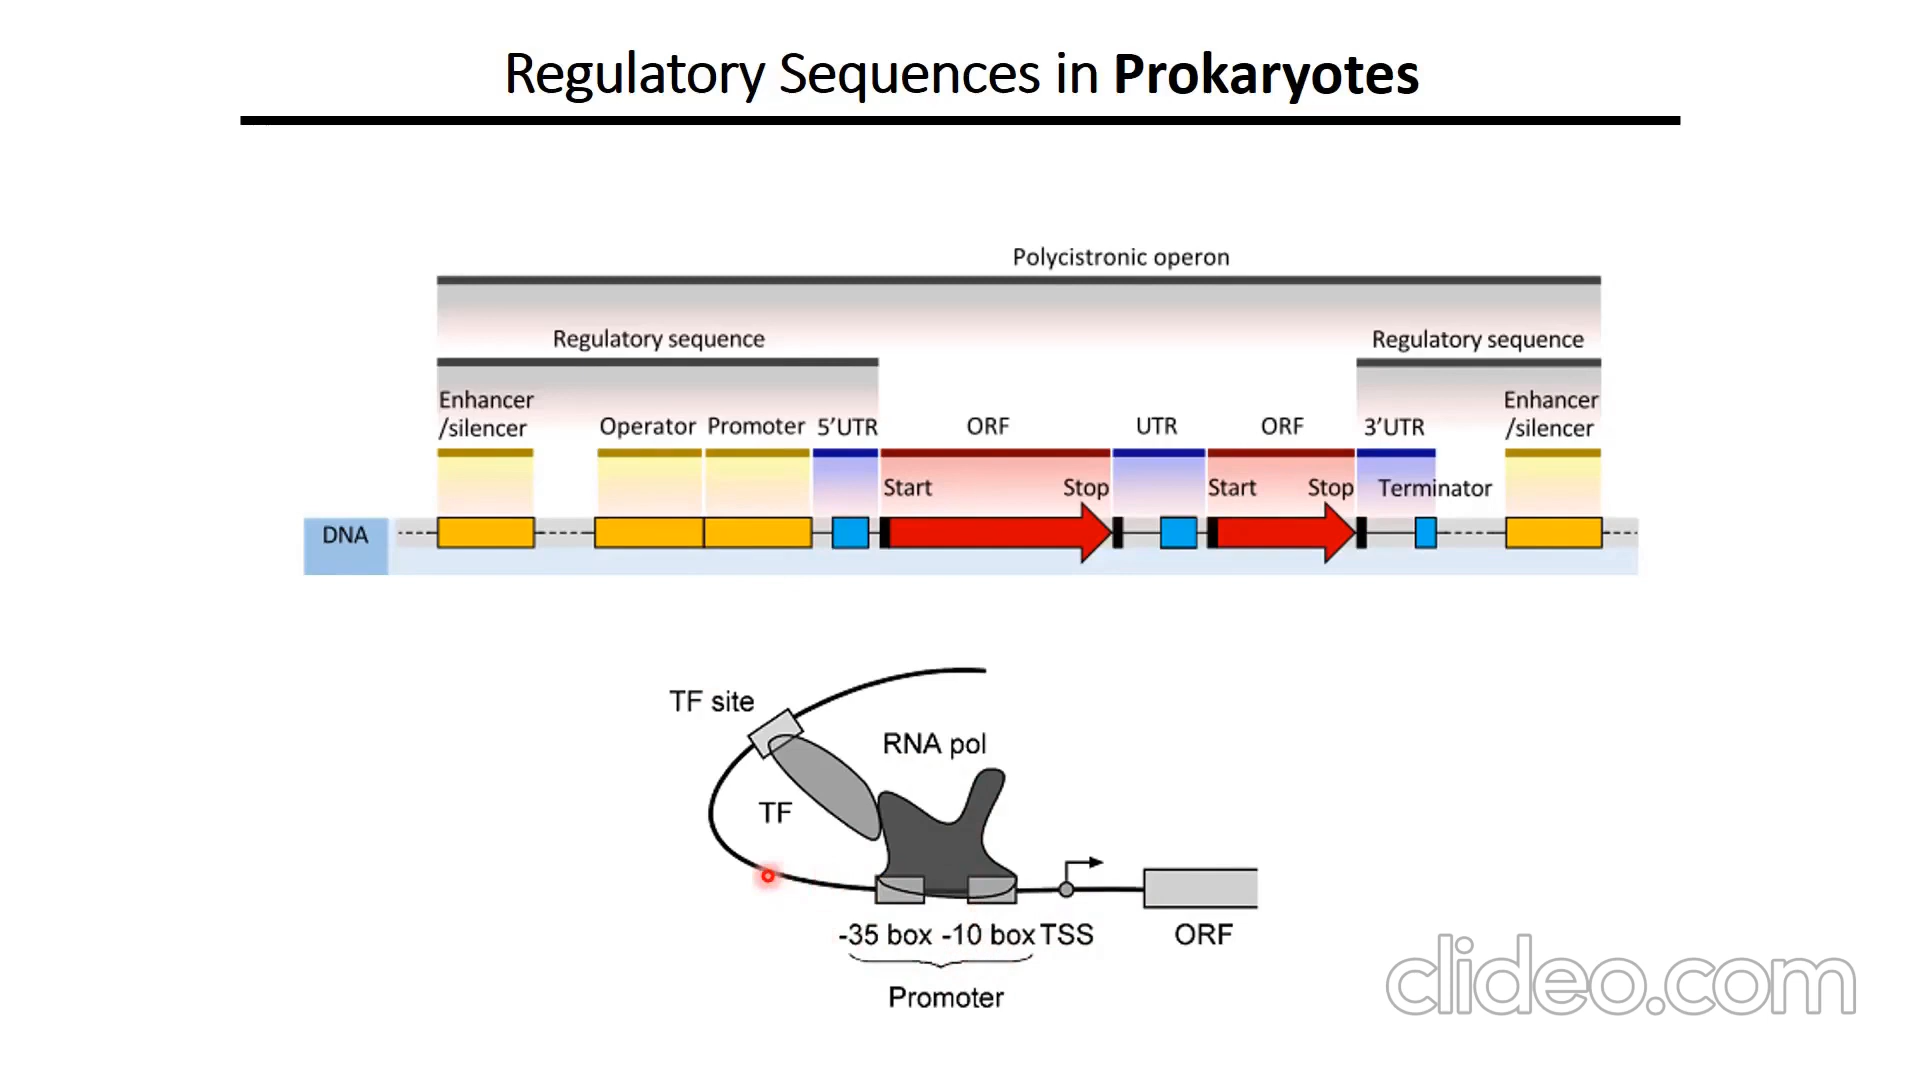 Regulatory Sequences in Prokaryotes
Polycistronic operon
Regulatory sequence
Regulatory sequence
Enhancer
/silencer
Operator
Promoter
5'UTR
ORF
UTR
ORF
3'UTR
Enhancer
/silencer
Start
Stop
Start
Stop
Terminator
DNA
TF site
RNA pol
TF
-35 box
-10 box
TSS
ORF
Promoter
clideo.com